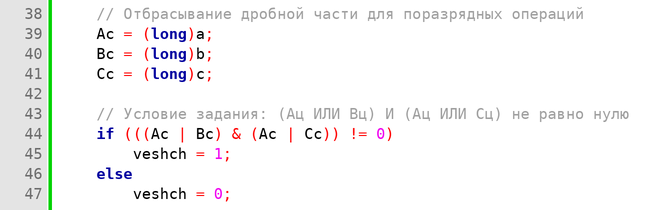 38 // Отбрасывание дробной части для поразрядных операций
39 Ac = (long)a;
40 Bc = (long)b;
41 Cc = (long)c;
42
43 // Условие задания: (Ац ИЛИ Вц) И (Ац ИЛИ Сц) не равно нулю
44 if (((Ac | Bc) & (Ac | Cc)) != 0)
45 veshch = 1;
46 else
47 veshch = 0;